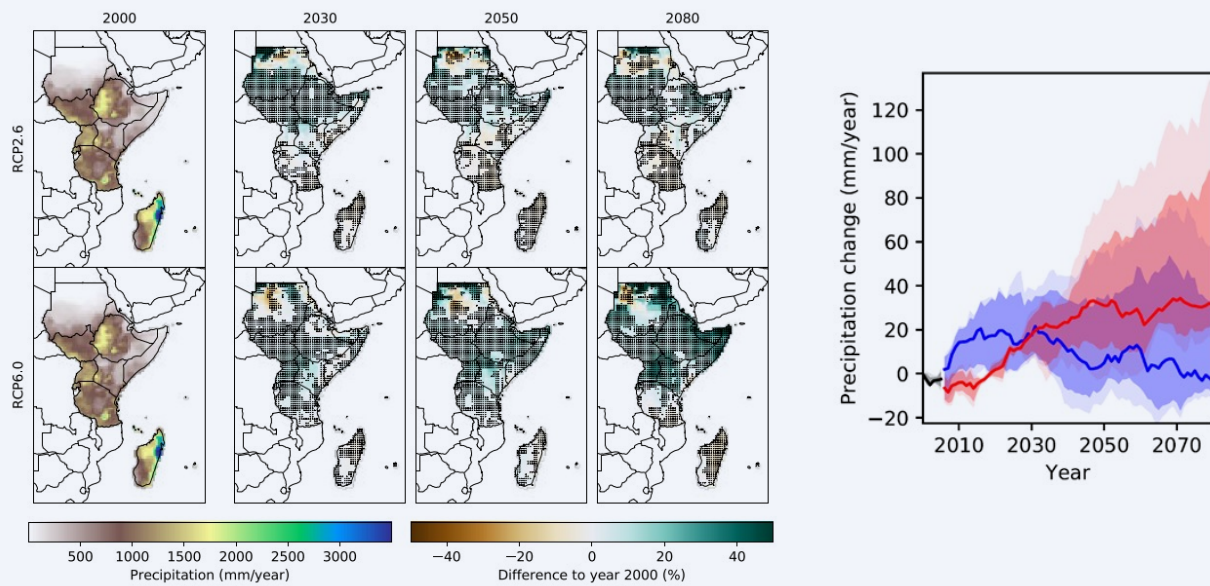 2000
2030
2050
2080
RCP2.6
RCP6.0
500 1000 1500 2000 2500 3000
Precipitation (mm/year)
−40 −20 0 20 40
Difference to year 2000 (%)
Precipitation change (mm/year)
120
100
80
60
40
20
0
−20
2010 2030 2050 2070
Year